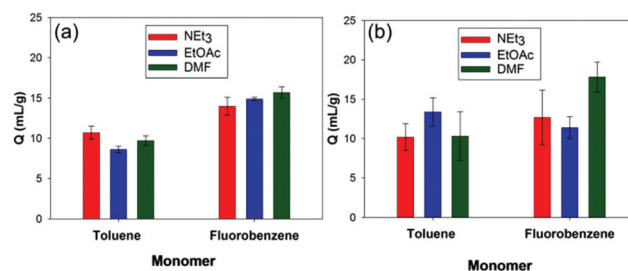 (a)
NEt3
EtOAc
DMF
Q (mL/g)
25
20
15
10
5
0
Toluene
Fluorobenzene
Monomer
(b)
NEt3
EtOAc
DMF
Q (mL/g)
25
20
15
10
5
0
Toluene
Fluorobenzene
Monomer